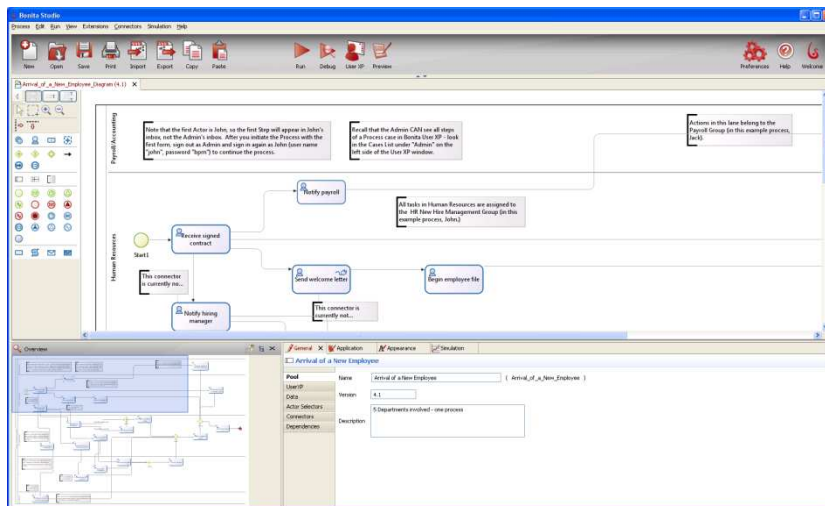 Bonita Studio
Process Edit Run View Extensions Connectors Simulation Help
New Open Save Print Import Export Copy Paste Run Debug User XP Preview Preferences Help Welcome
Arrival_of_a_New_Employee_Diagram (4.1)
Payroll/Accounting
Note that the first Actor is John, so the first Step will appear in John's
inbox, not the Admin's inbox. After you initiate the Process with the
first form, sign out as Admin and sign in again as John (user name
"john", password "bpm") to continue the process.
Recall that the Admin CAN see all steps
of a Process case in Bonita User XP - look
in the Cases List under "Admin" on the
left side of the User XP window.
Actions in this lane belong to the
Payroll Group (in this example process,
Jack).
Human Resources
Notify payroll
All tasks in Human Resources are assigned to
the HR New Hire Management Group (in this
example process, John.)
Start1
Receive signed
contract
This connector
is currently no...
Send welcome letter
Begin employee file
Notify hiring
manager
This connector is
currently not...
Overview
General Application Appearance Simulation
Arrival of a New Employee
Pool
User XP
Data
Actor Selectors
Connectors
Dependences
Name Arrival of a New Employee ( Arrival_of_a_New_Employee )
Version 4.1
Description 5 Departments involved - one process